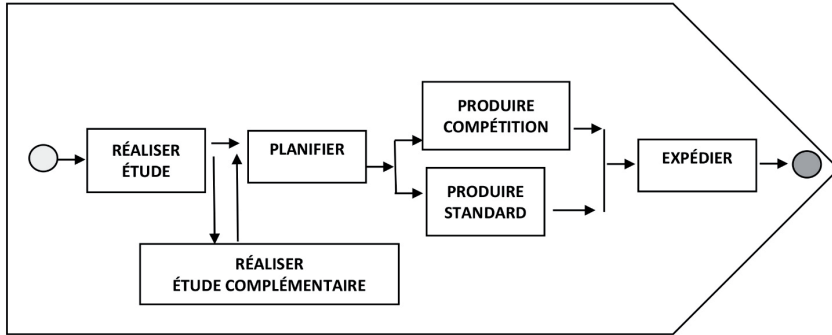 RÉALISER
ÉTUDE
PLANIFIER
PRODUIRE
COMPÉTITION
PRODUIRE
STANDARD
EXPÉDIER
RÉALISER
ÉTUDE COMPLÉMENTAIRE